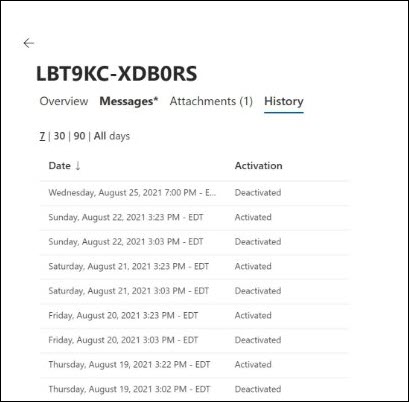 ←
LBT9KC-XDB0RS
Overview Messages* Attachments (1) History
7 | 30 | 90 | All days
Date ↓ Activation
Wednesday, August 25, 2021 7:00 PM - E... Deactivated
Sunday, August 22, 2021 3:23 PM - EDT Activated
Sunday, August 22, 2021 3:03 PM - EDT Deactivated
Saturday, August 21, 2021 3:23 PM - EDT Activated
Saturday, August 21, 2021 3:03 PM - EDT Deactivated
Friday, August 20, 2021 3:23 PM - EDT Activated
Friday, August 20, 2021 3:03 PM - EDT Deactivated
Thursday, August 19, 2021 3:22 PM - EDT Activated
Thursday, August 19, 2021 3:02 PM - EDT Deactivated